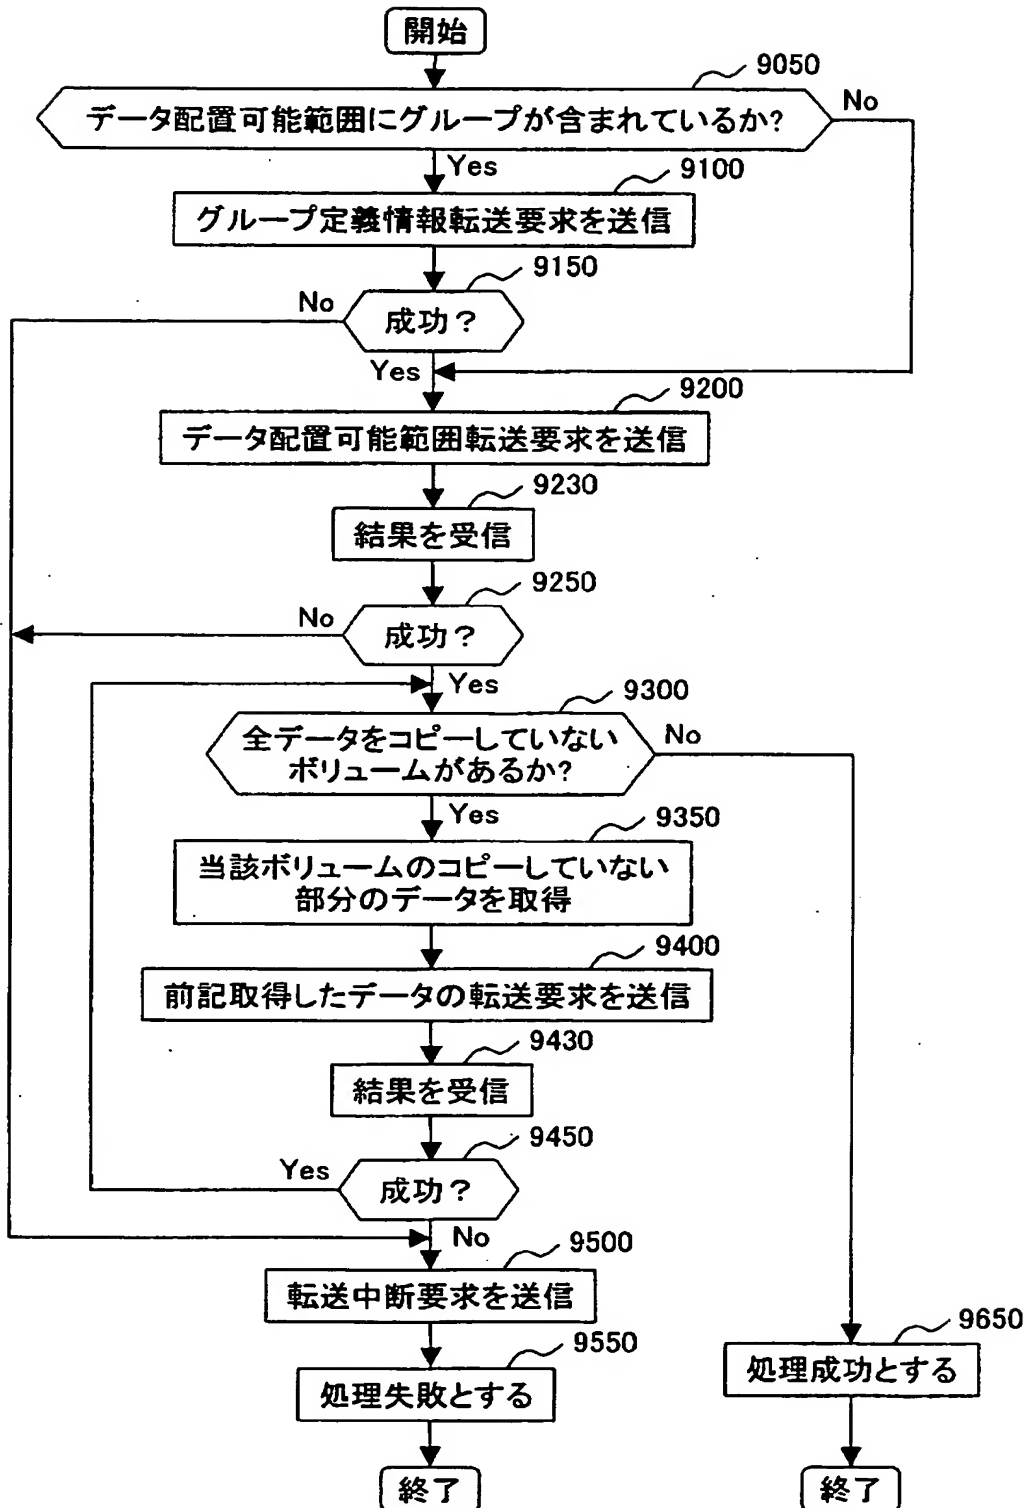 開始
9050
データ配置可能範囲にグループが含まれているか?
No
Yes
9100
グループ定義情報転送要求を送信
9150
No
成功?
Yes
9200
データ配置可能範囲転送要求を送信
9230
結果を受信
9250
No
成功?
Yes
9300
全データをコピーしていない
ボリュームがあるか?
No
Yes
9350
当該ボリュームのコピーしていない
部分のデータを取得
9400
前記取得したデータの転送要求を送信
9430
結果を受信
9450
Yes
成功?
No
9500
転送中断要求を送信
9550
処理失敗とする
9650
処理成功とする
終了
終了